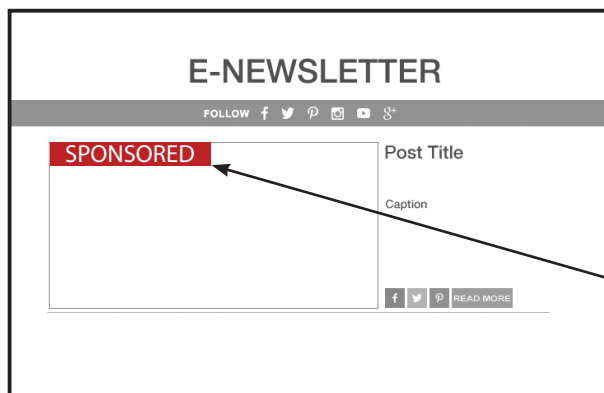 E-NEWSLETTER
FOLLOW
SPONSORED
Post Title
Caption
READ MORE